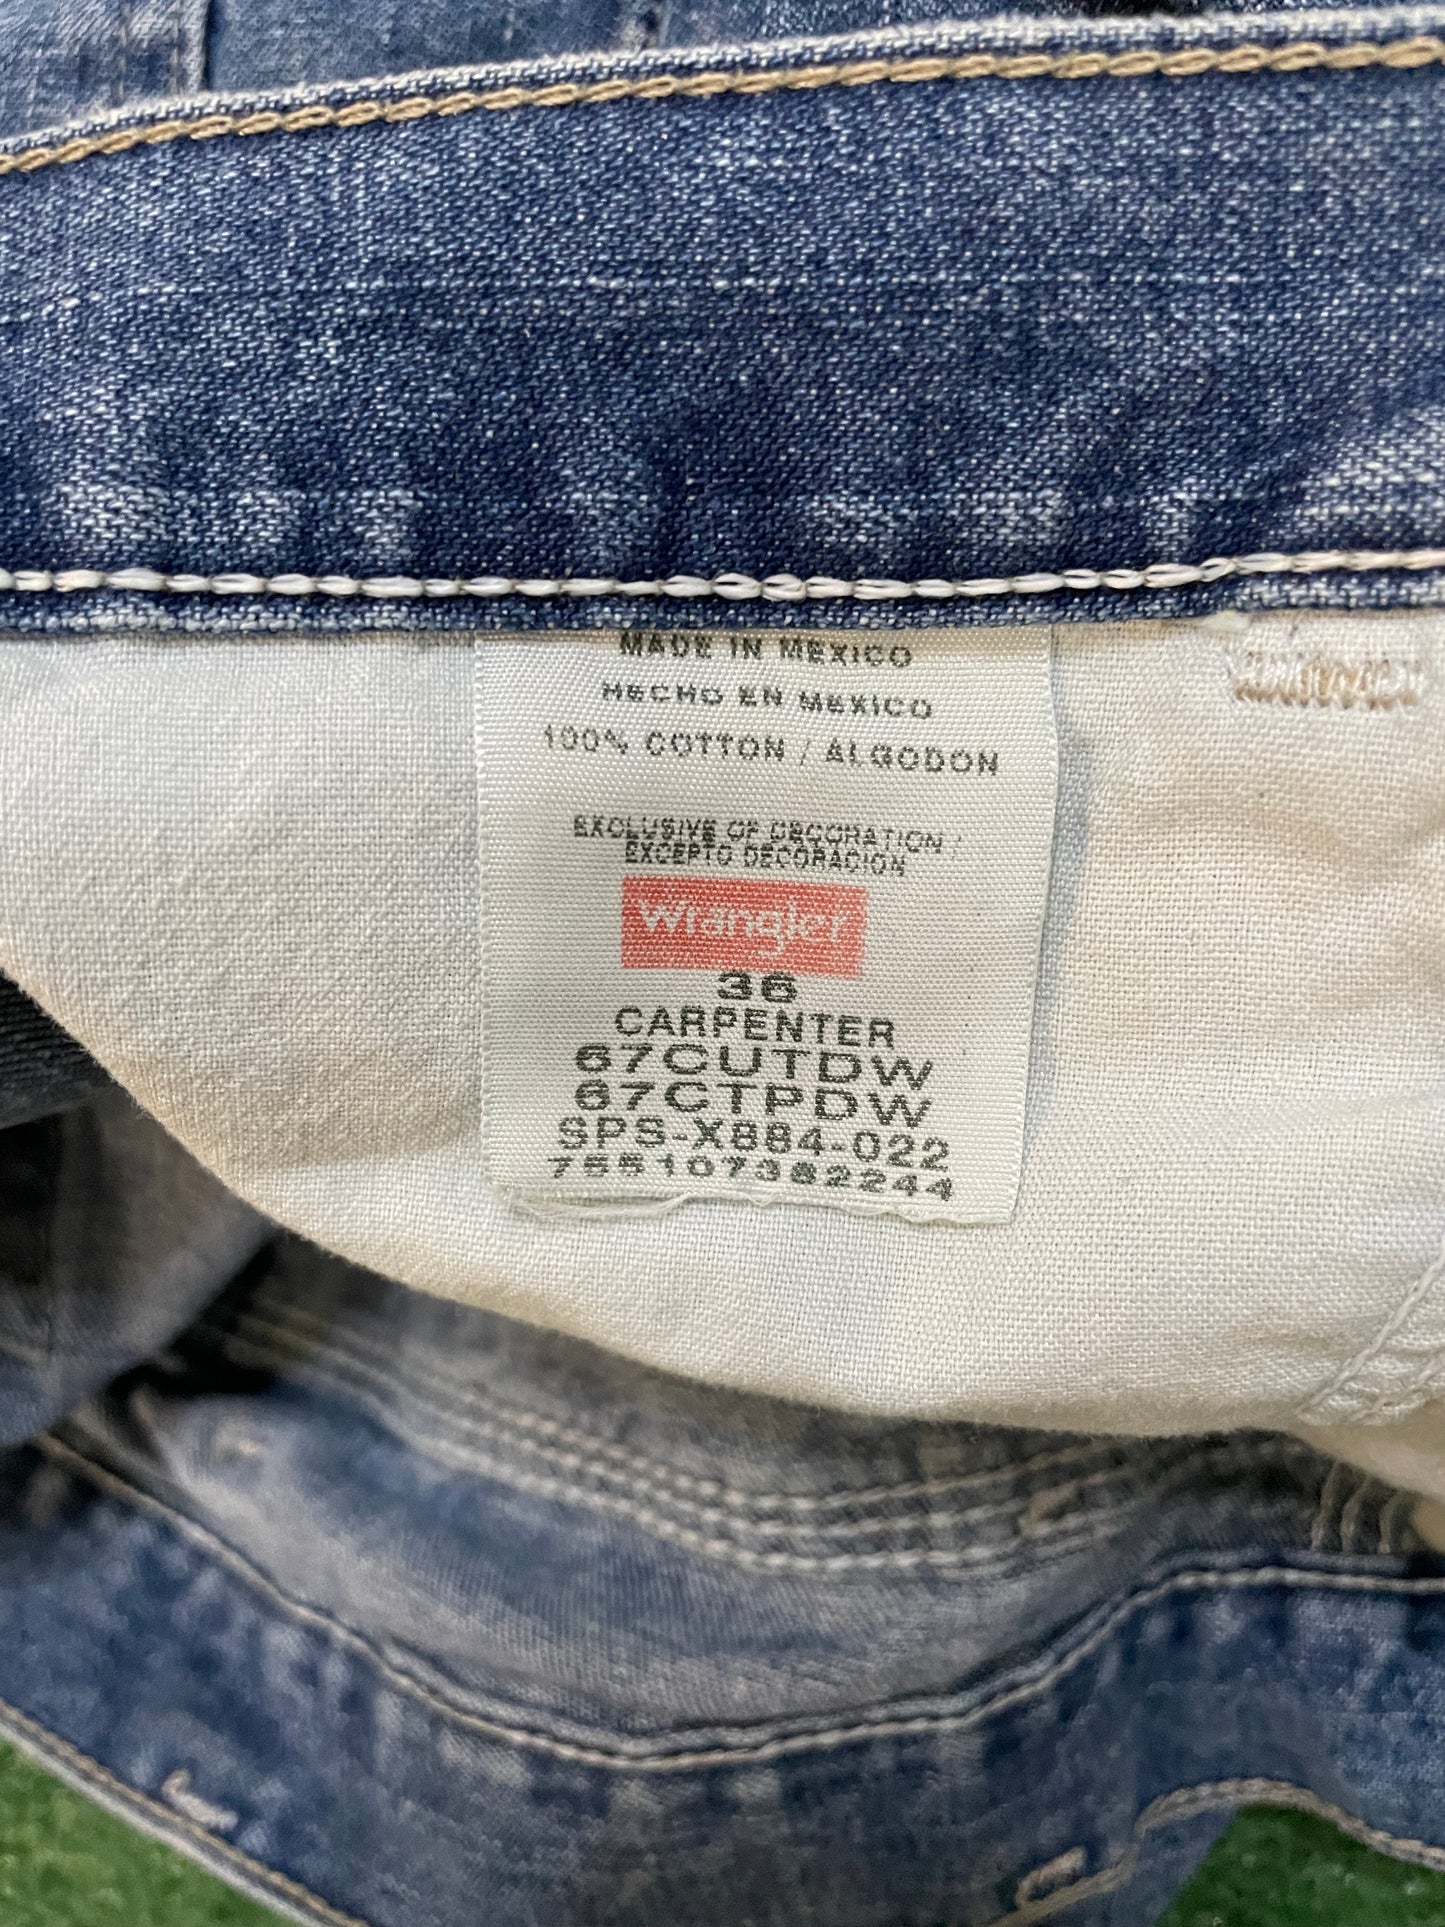 MADE IN MEXICO
HECHO EN MEXICO
100% COTTON / ALGODON
EXCLUSIVE OF DECORATION /
EXCEPTO DECORACION
Wrangler
36
CARPENTER
67CUTDW
67CTPDW
SPS-X884-022
755107382244